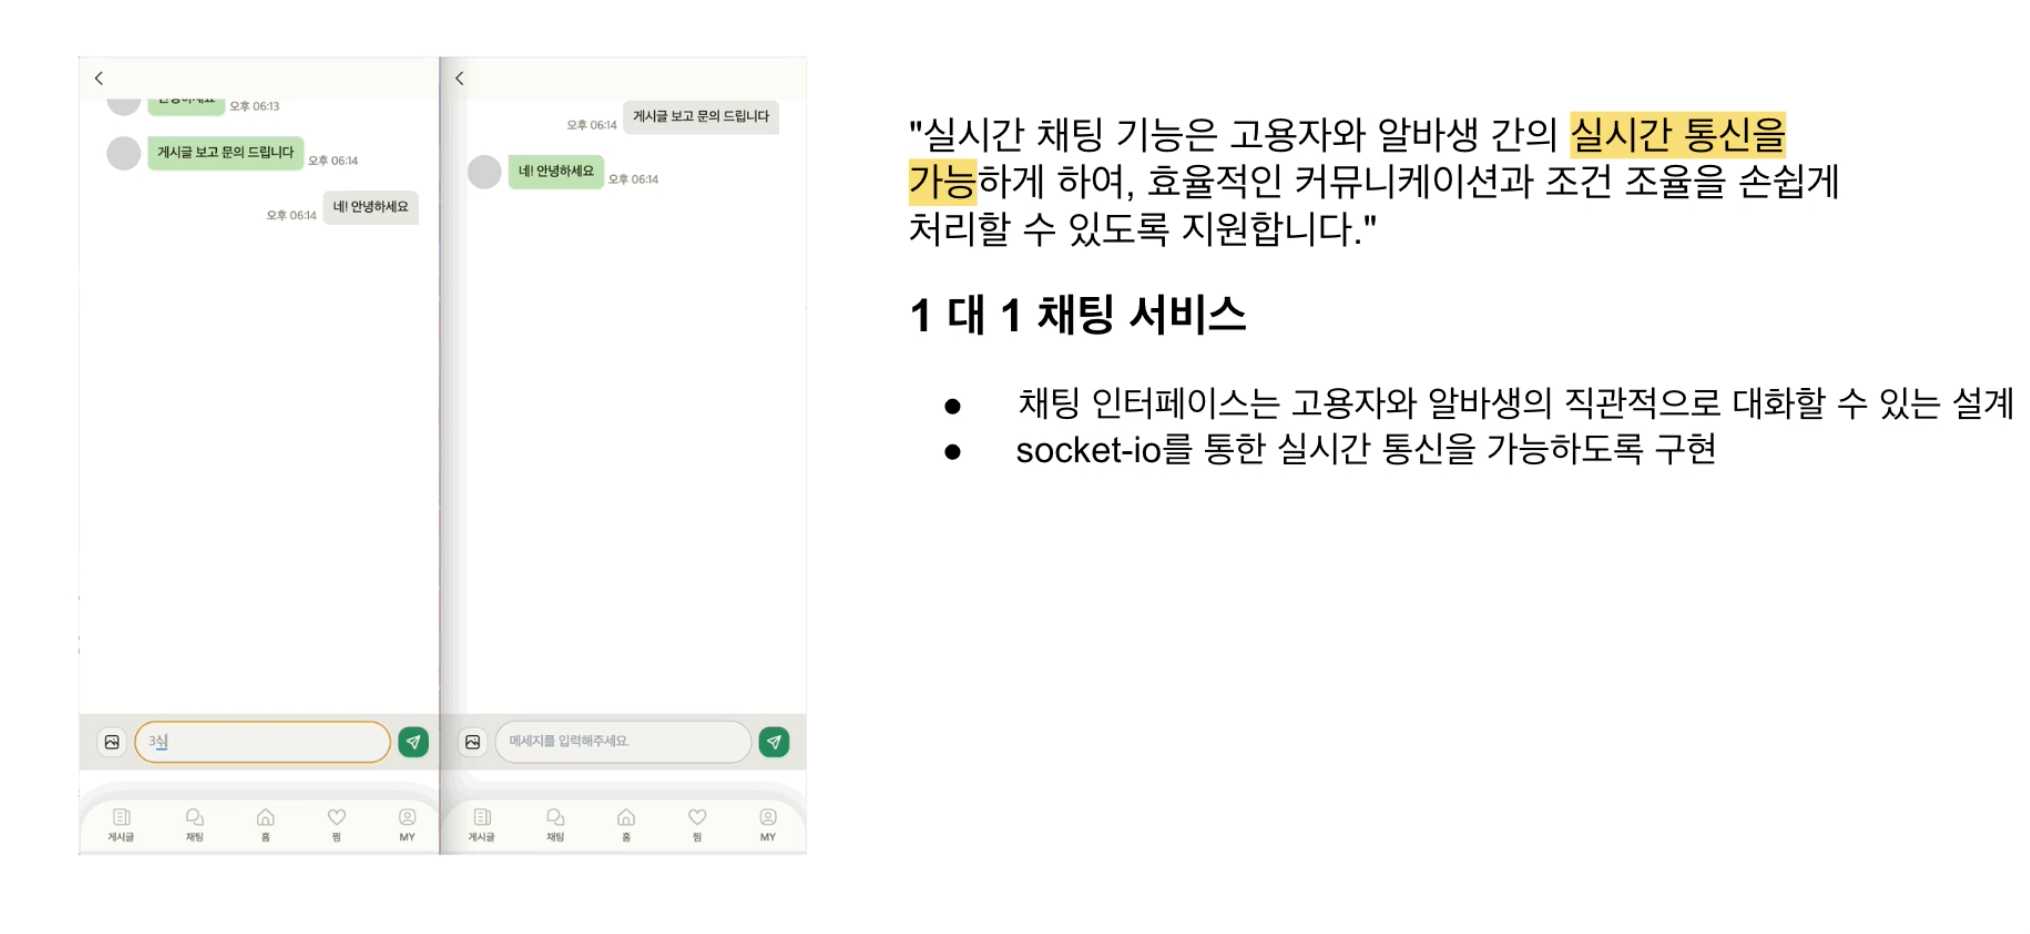 오후 06:13
게시글 보고 문의 드립니다
오후 06:14
오후 06:14
네! 안녕하세요
3쉬
게시글
채팅
홈
찜
MY
오후 06:14
게시글 보고 문의 드립니다
네! 안녕하세요
오후 06:14
메세지를 입력해주세요.
게시글
채팅
홈
찜
MY
"실시간 채팅 기능은 고용자와 알바생 간의 실시간 통신을
가능하게 하여, 효율적인 커뮤니케이션과 조건 조율을 손쉽게
처리할 수 있도록 지원합니다."
1 대 1 채팅 서비스
● 채팅 인터페이스는 고용자와 알바생의 직관적으로 대화할 수 있는 설계
● socket-io를 통한 실시간 통신을 가능하도록 구현